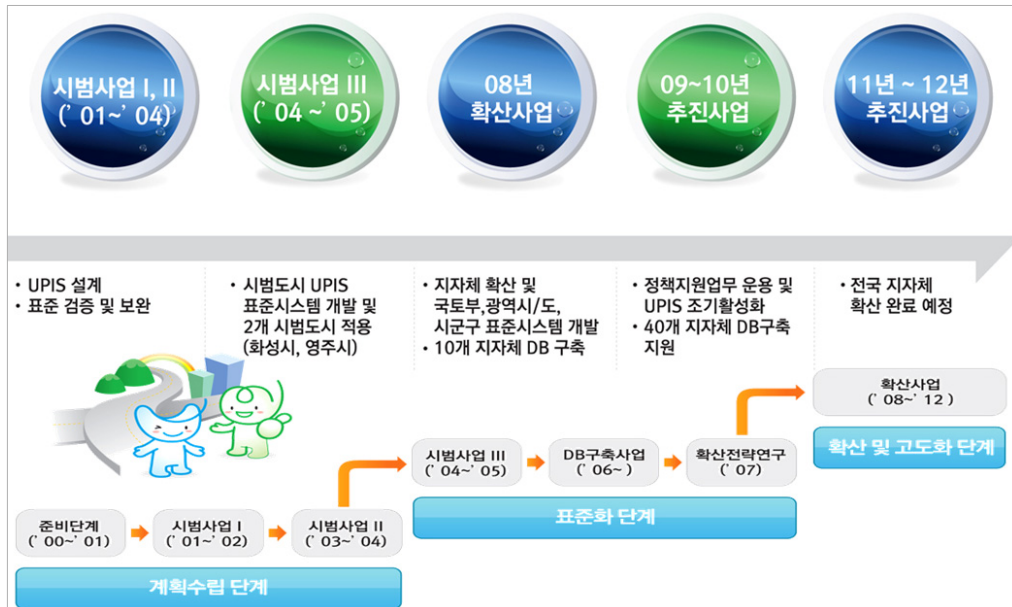 시범사업 I, II
(’ 01~’ 04)
시범사업 III
(’ 04 ~’ 05)
08년
확산사업
09~10년
추진사업
11년 ~ 12년
추진사업
• UPIS 설계
• 표준 검증 및 보완
• 시범도시 UPIS
표준시스템 개발 및
2개 시범도시 적용
(화성시, 영주시)
• 지자체 확산 및
국토부,광역시/도,
시군구 표준시스템 개발
• 10개 지자체 DB 구축
• 정책지원업무 운용 및
UPIS 조기활성화
• 40개 지자체 DB구축
지원
• 전국 지자체
확산 완료 예정
준비단계
(’ 00~’ 01)
시범사업 I
(’ 01~’ 02)
시범사업 II
(’ 03~’ 04)
계획수립 단계
시범사업 III
(’ 04~’ 05)
DB구축사업
(’ 06~ )
확산전략연구
(’ 07)
표준화 단계
확산사업
(’ 08~’ 12 )
확산 및 고도화 단계